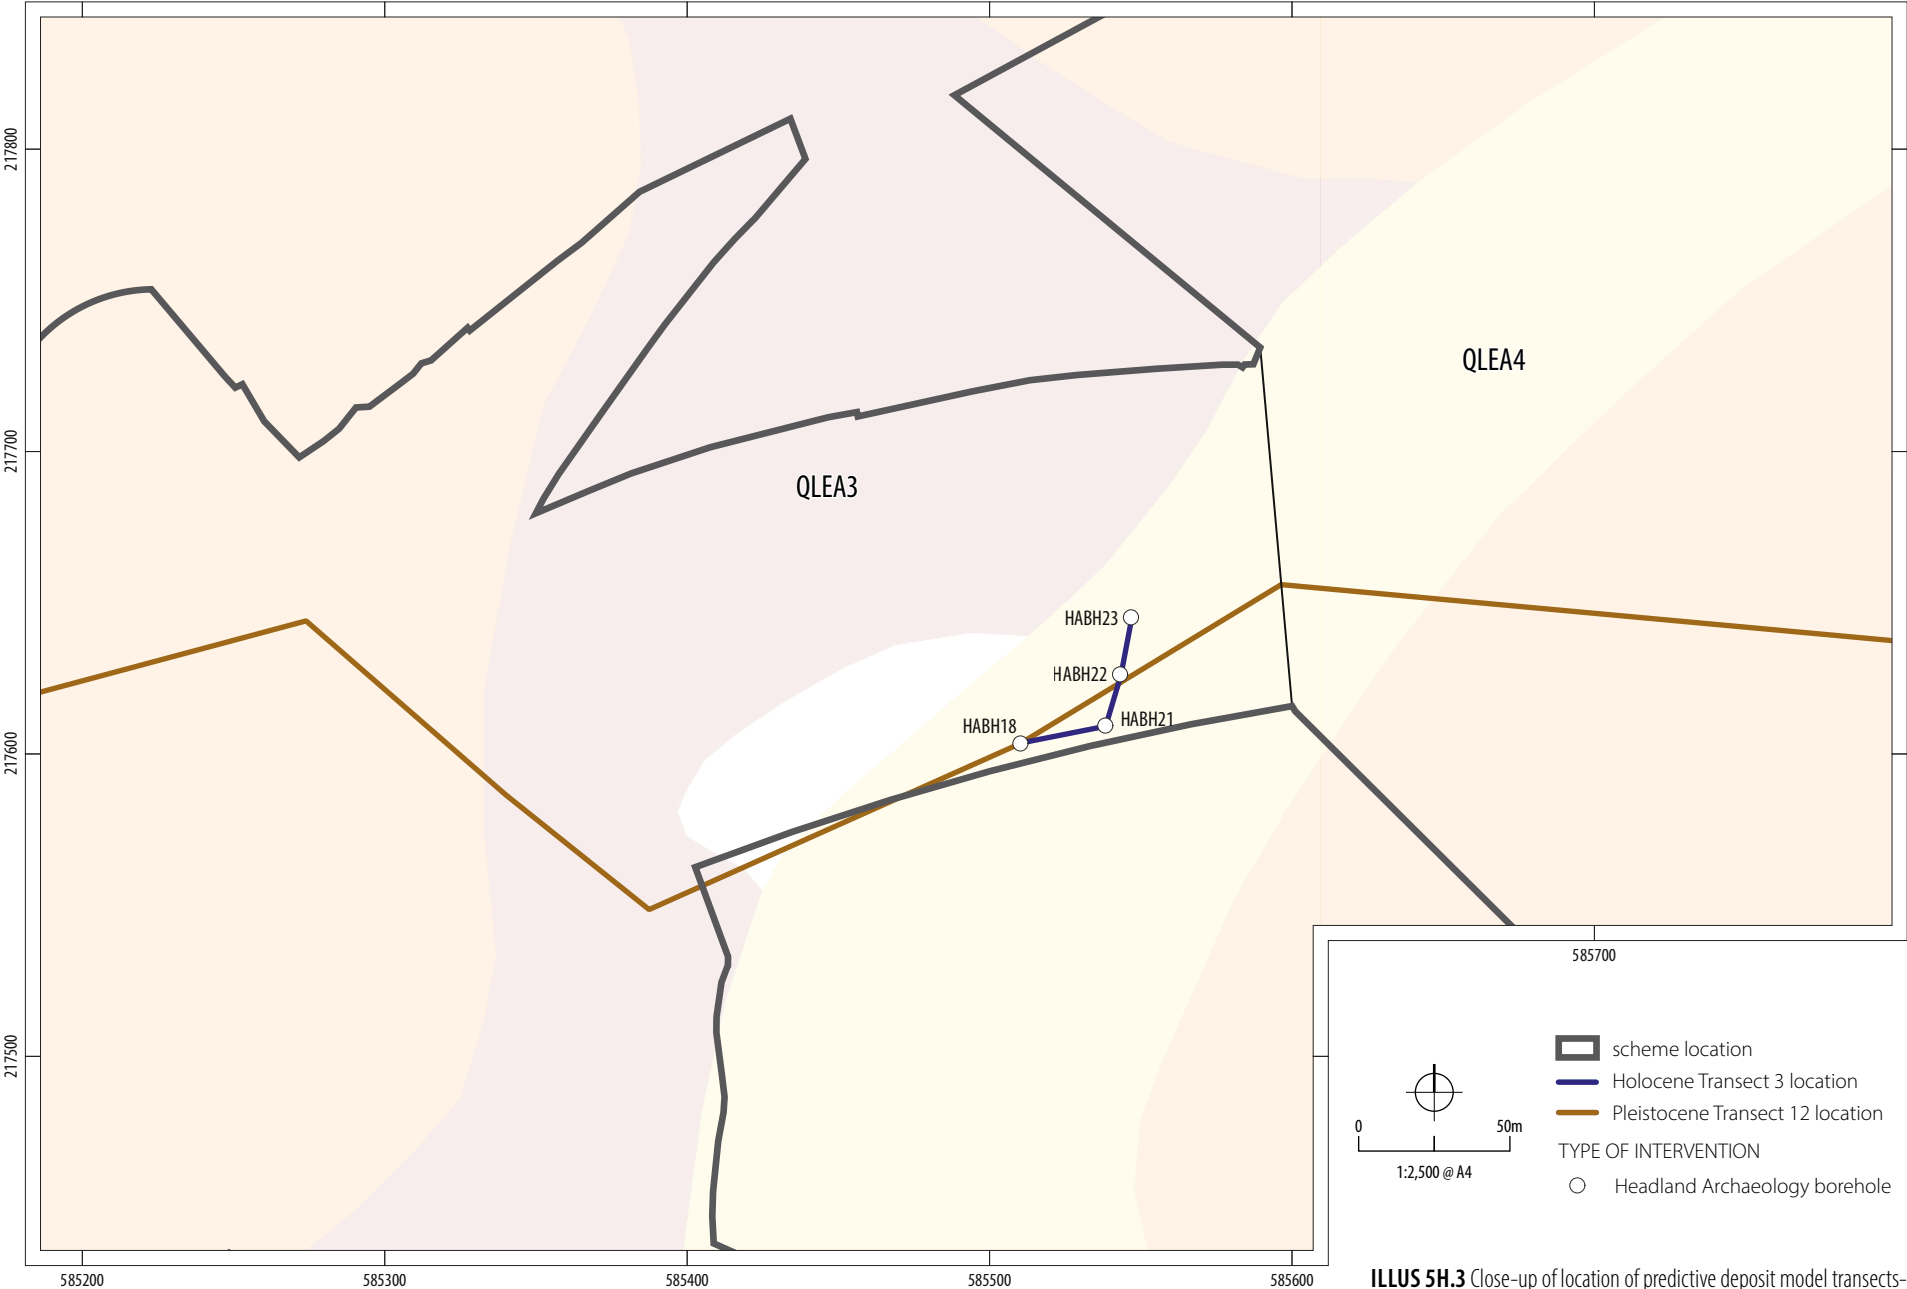 217800
217700
217600
217500
QLEA4
QLEA3
HABH23
HABH22
HABH21
HABH18
585700
scheme location
Holocene Transect 3 location
Pleistocene Transect 12 location
TYPE OF INTERVENTION
Headland Archaeology borehole
0 50m
1:2,500 @ A4
585200 585300 585400 585500 585600
ILLUS 5H.3 Close-up of location of predictive deposit model transects-